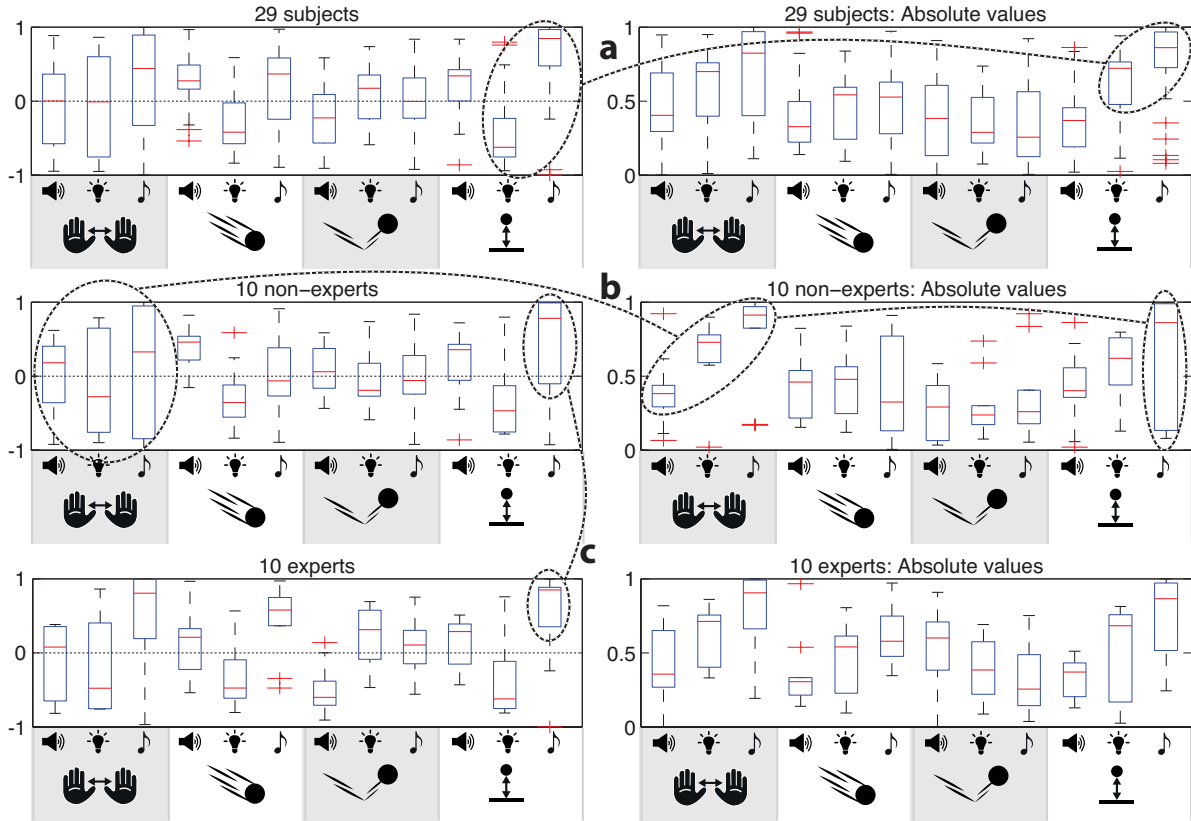 29 subjects
29 subjects: Absolute values
1
0
-1
1
0.5
0
a
10 non−experts
10 non−experts: Absolute values
1
0
-1
1
0.5
0
b
10 experts
10 experts: Absolute values
1
0
-1
1
0.5
0
c